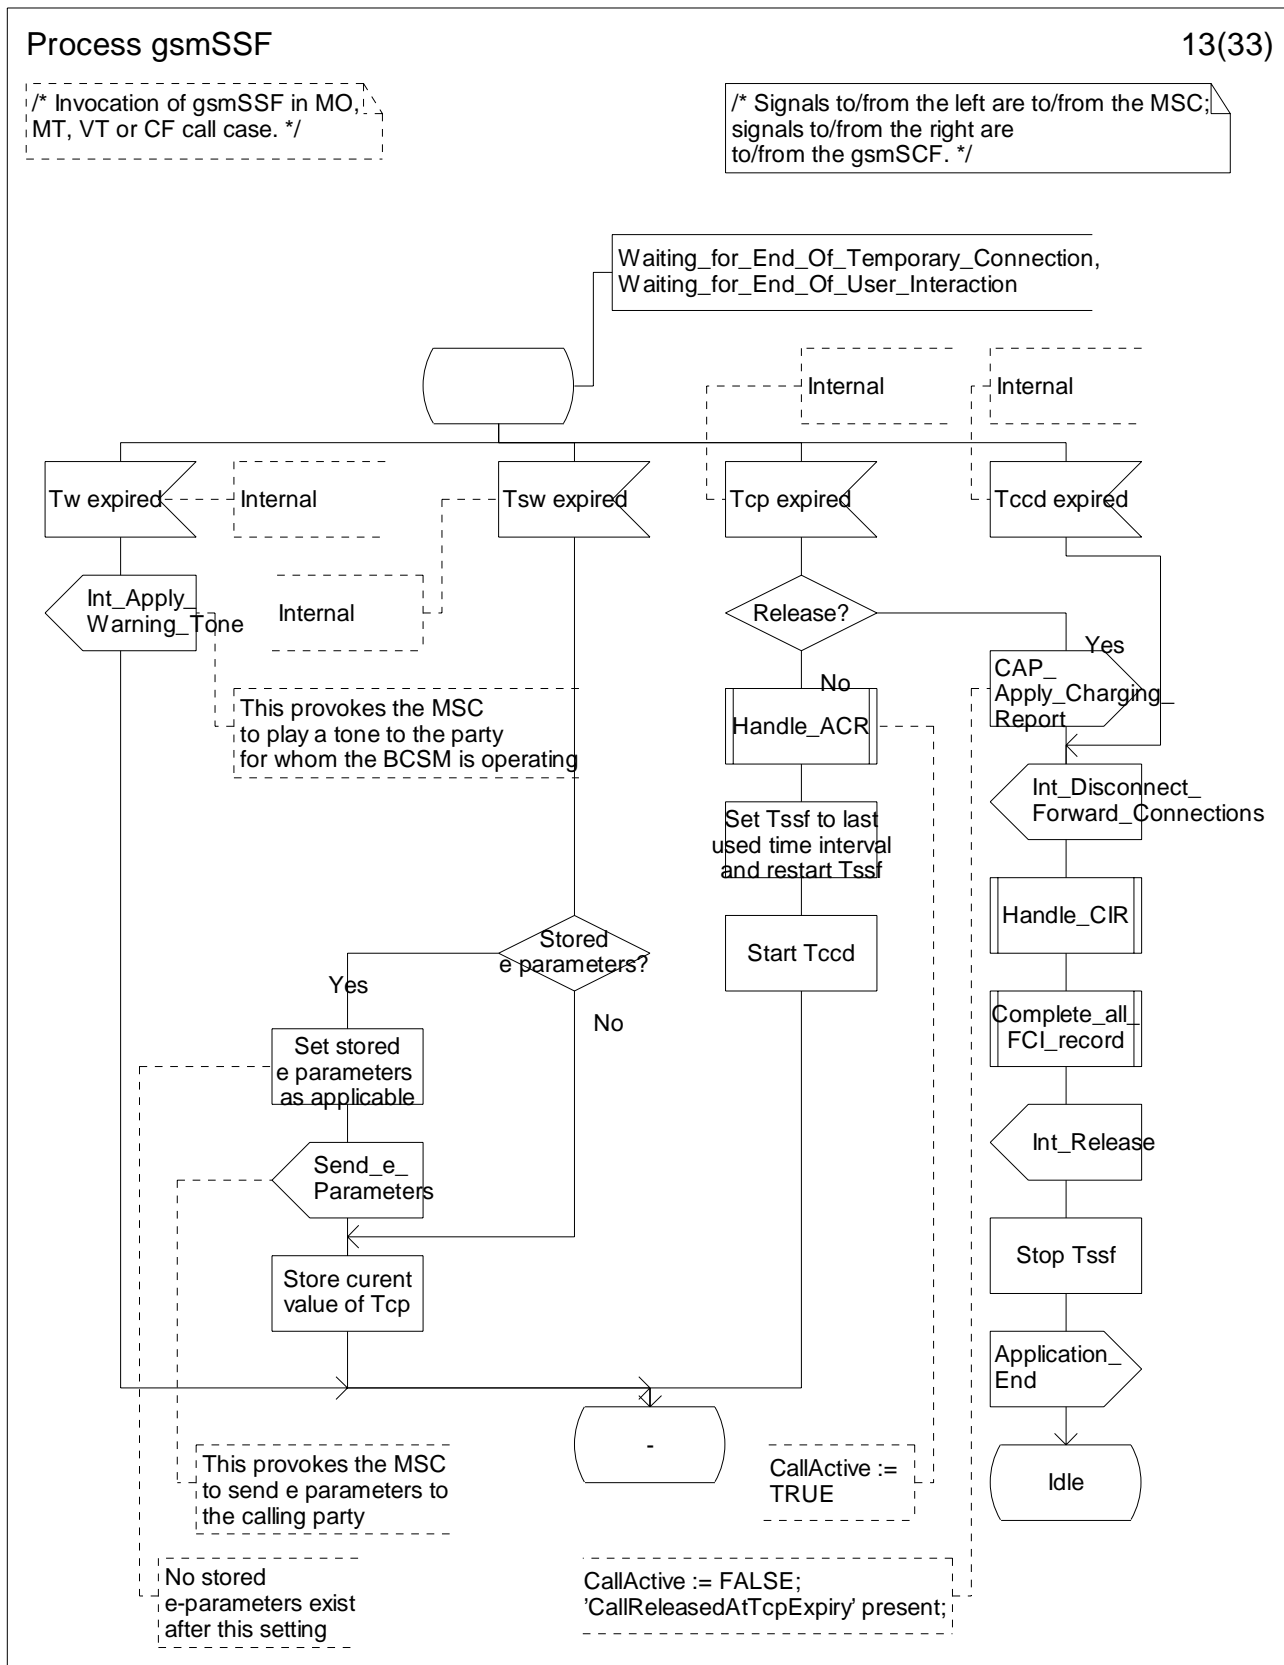 Process gsmSSF
13(33)
/* Invocation of gsmSSF in MO,
MT, VT or CF call case. */
/* Signals to/from the left are to/from the MSC;
signals to/from the right are
to/from the gsmSCF. */
Waiting_for_End_Of_Temporary_Connection,
Waiting_for_End_Of_User_Interaction
Internal
Internal
Tw expired
Internal
Tsw expired
Tcp expired
Tccd expired
Int_Apply_
Warning_Tone
Internal
Release?
Yes
No
CAP_
Apply_Charging_
Report
This provokes the MSC
to play a tone to the party
for whom the BCSM is operating
Handle_ACR
Int_Disconnect_
Forward_Connections
Set Tssf to last
used time interval
and restart Tssf
Handle_CIR
Stored
e parameters?
Start Tccd
Yes
No
Complete_all_
FCI_record
Set stored
e parameters
as applicable
Int_Release
Send_e_
Parameters
Stop Tssf
Store curent
value of Tcp
Application_
End
-
This provokes the MSC
to send e parameters to
the calling party
CallActive :=
TRUE
Idle
No stored
e-parameters exist
after this setting
CallActive := FALSE;
'CallReleasedAtTcpExpiry' present;